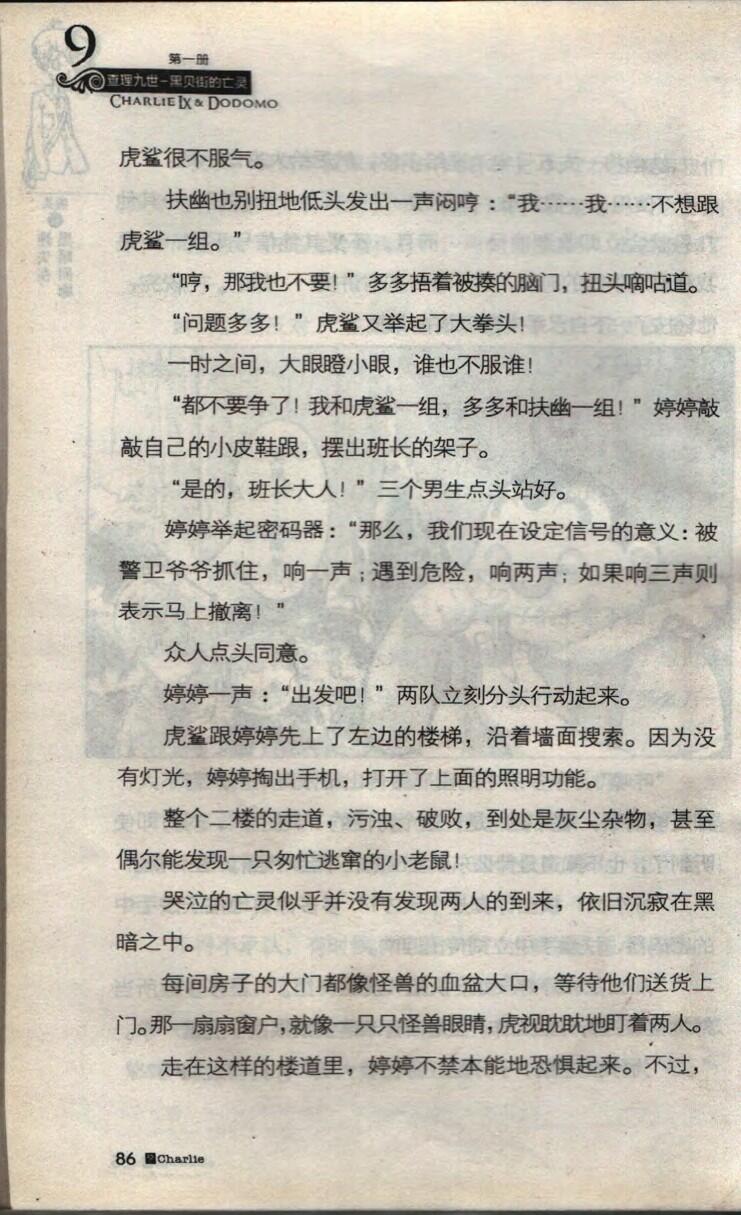 9
第一册
查理九世-黑贝街的亡灵
CHARLIE IX & DODOMO
虎鲨很不服气。
扶幽也别扭地低头发出一声闷哼：“我……我……不想跟
虎鲨一组。”
“哼，那我也不要！”多多捂着被揍的脑门，扭头嘀咕道。
“问题多多！”虎鲨又举起了大拳头！
一时之间，大眼瞪小眼，谁也不服谁！
“都不要争了！我和虎鲨一组，多多和扶幽一组！”婷婷敲
敲自己的小皮鞋跟，摆出班长的架子。
“是的，班长大人！”三个男生点头站好。
婷婷举起密码器：“那么，我们现在设定信号的意义：被
警卫爷爷抓住，响一声；遇到危险，响两声；如果响三声则
表示马上撤离！”
众人点头同意。
婷婷一声：“出发吧！”两队立刻分头行动起来。
虎鲨跟婷婷先上了左边的楼梯，沿着墙面搜索。因为没
有灯光，婷婷掏出手机，打开了上面的照明功能。
整个二楼的走道，污浊、破败，到处是灰尘杂物，甚至
偶尔能发现一只匆忙逃窜的小老鼠！
哭泣的亡灵似乎并没有发现两人的到来，依旧沉寂在黑
暗之中。
每间房子的大门都像怪兽的血盆大口，等待他们送货上
门。那一扇扇窗户，就像一只只怪兽眼睛，虎视眈眈地盯着两人。
走在这样的楼道里，婷婷不禁本能地恐惧起来。不过，
86 Charlie